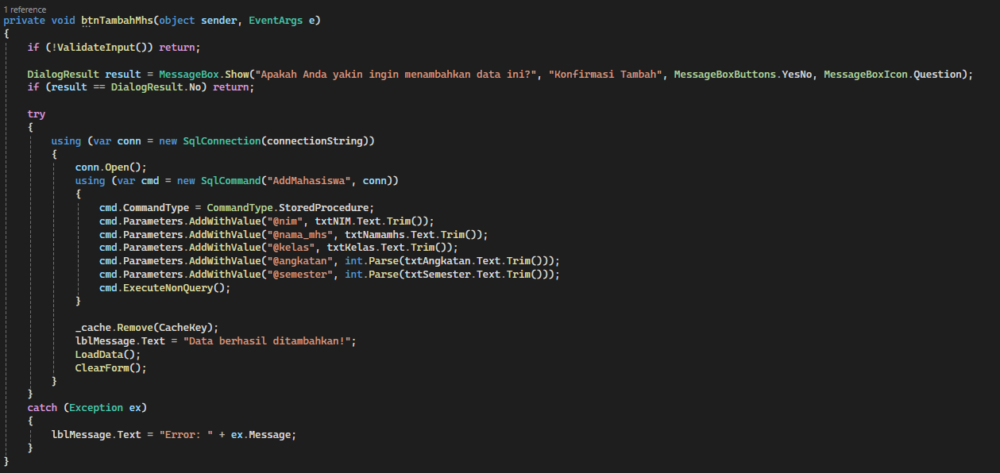 1 reference
private void btnTambahMhs(object sender, EventArgs e)
{
    if (!ValidateInput()) return;

    DialogResult result = MessageBox.Show("Apakah Anda yakin ingin menambahkan data ini?", "Konfirmasi Tambah", MessageBoxButtons.YesNo, MessageBoxIcon.Question);
    if (result == DialogResult.No) return;

    try
    {
        using (var conn = new SqlConnection(connectionString))
        {
            conn.Open();
            using (var cmd = new SqlCommand("AddMahasiswa", conn))
            {
                cmd.CommandType = CommandType.StoredProcedure;
                cmd.Parameters.AddWithValue("@nim", txtNIM.Text.Trim());
                cmd.Parameters.AddWithValue("@nama_mhs", txtNamamhs.Text.Trim());
                cmd.Parameters.AddWithValue("@kelas", txtKelas.Text.Trim());
                cmd.Parameters.AddWithValue("@angkatan", int.Parse(txtAngkatan.Text.Trim()));
                cmd.Parameters.AddWithValue("@semester", int.Parse(txtSemester.Text.Trim()));
                cmd.ExecuteNonQuery();
            }

            _cache.Remove(CacheKey);
            lblMessage.Text = "Data berhasil ditambahkan!";
            LoadData();
            ClearForm();
        }
    }
    catch (Exception ex)
    {
        lblMessage.Text = "Error: " + ex.Message;
    }
}